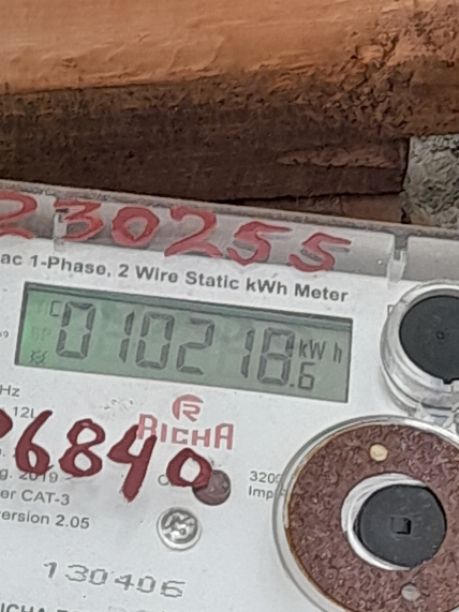 230255
ac 1-Phase, 2 Wire Static kWh Meter
010218.6 kWh
Hz
12L
RICHA
6840
2019
CAT-3
ersion 2.05
3200
Imp
130406